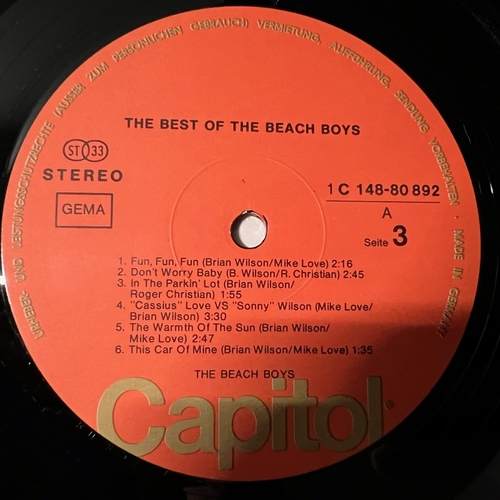 URHEBER- UND LEISTUNGSSCHUTZRECHTE (AUSSER ZUM PERSÖNLICHEN GEBRAUCH) VERMIETUNG, AUFFÜHRUNG, SENDUNG VORBEHALTEN · MADE IN GERMANY
THE BEST OF THE BEACH BOYS
ST 33
STEREO
GEMA
1 C 148-80 892
A
Seite 3
1. Fun, Fun, Fun (Brian Wilson/Mike Love) 2:16
2. Don't Worry Baby (B. Wilson/R. Christian) 2:45
3. In The Parkin' Lot (Brian Wilson/
Roger Christian) 1:55
4. "Cassius" Love VS "Sonny" Wilson (Mike Love/
Brian Wilson) 3:30
5. The Warmth Of The Sun (Brian Wilson/
Mike Love) 2:47
6. This Car Of Mine (Brian Wilson/Mike Love) 1:35
THE BEACH BOYS
Capitol®